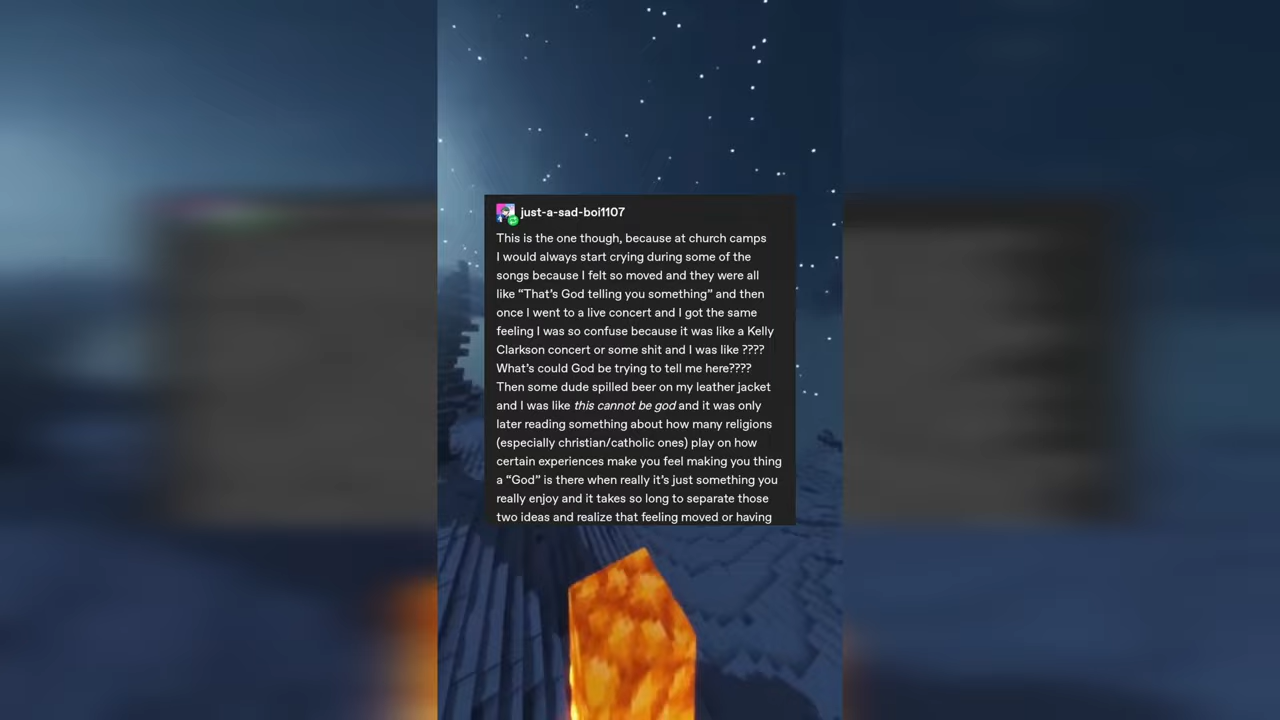 just-a-sad-boi1107
This is the one though, because at church camps
I would always start crying during some of the
songs because I felt so moved and they were all
like “That’s God telling you something” and then
once I went to a live concert and I got the same
feeling I was so confuse because it was like a Kelly
Clarkson concert or some shit and I was like ????
What’s could God be trying to tell me here????
Then some dude spilled beer on my leather jacket
and I was like this cannot be god and it was only
later reading something about how many religions
(especially christian/catholic ones) play on how
certain experiences make you feel making you thing
a “God” is there when really it’s just something you
really enjoy and it takes so long to separate those
two ideas and realize that feeling moved or having